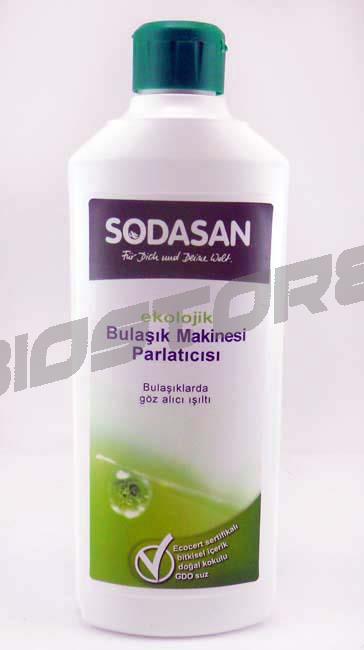 SODASAN
Für Dich und Deine Welt.
ekolojik
Bulaşık Makinesi
Parlatıcısı
Bulaşıklarda
göz alıcı ışıltı
Ecocert sertifikalı
bitkisel içerik
doğal kokulu
GDO suz
BIOSTORE